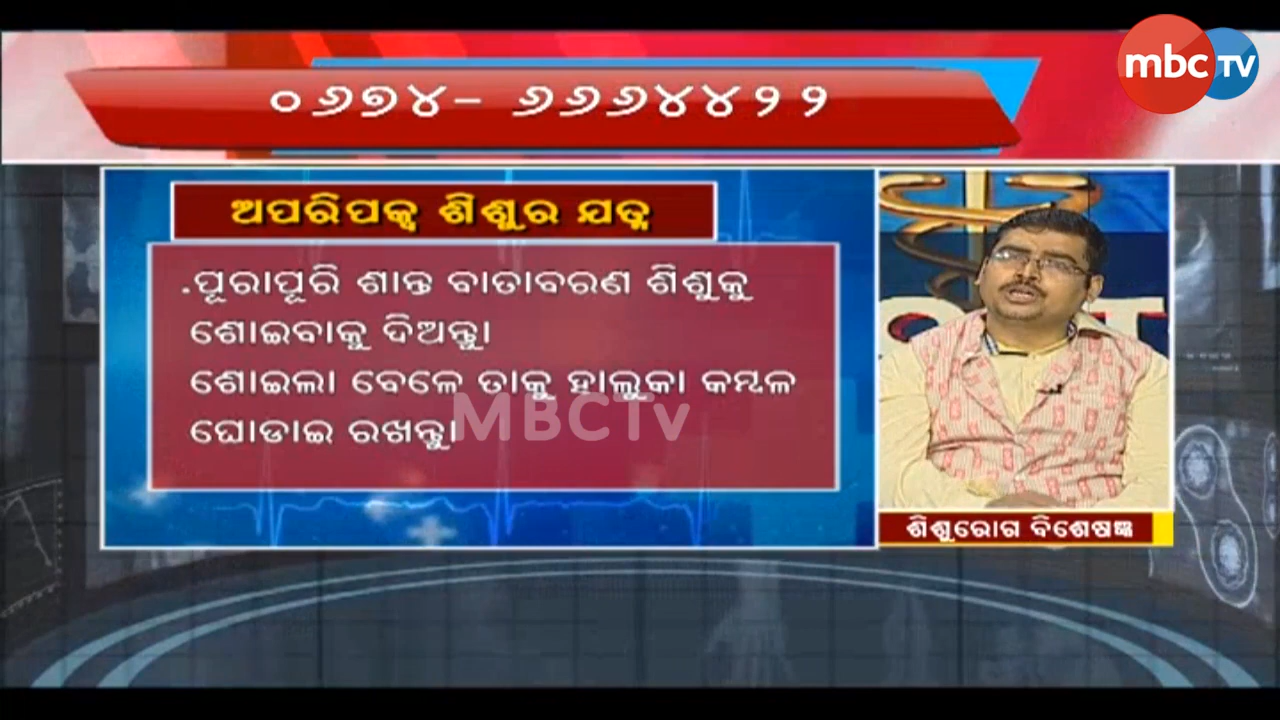 mbc TV
୦୬୭୪- ୬୬୬୪୪୨୨
ଅପରିପକ୍ୱ ଶିଶୁର ଯତ୍ନ
.ପୂରାପୂରି ଶାନ୍ତ ବାତାବରଣ ଶିଶୁକୁ
ଶୋଇବାକୁ ଦିଅନ୍ତୁ।
ଶୋଇଲା ବେଳେ ତାକୁ ହାଲୁକା କମ୍ବଳ
ଘୋଡାଇ ରଖନ୍ତୁ।
MBCTv
ଶିଶୁରୋଗ ବିଶେଷଜ୍ଞ